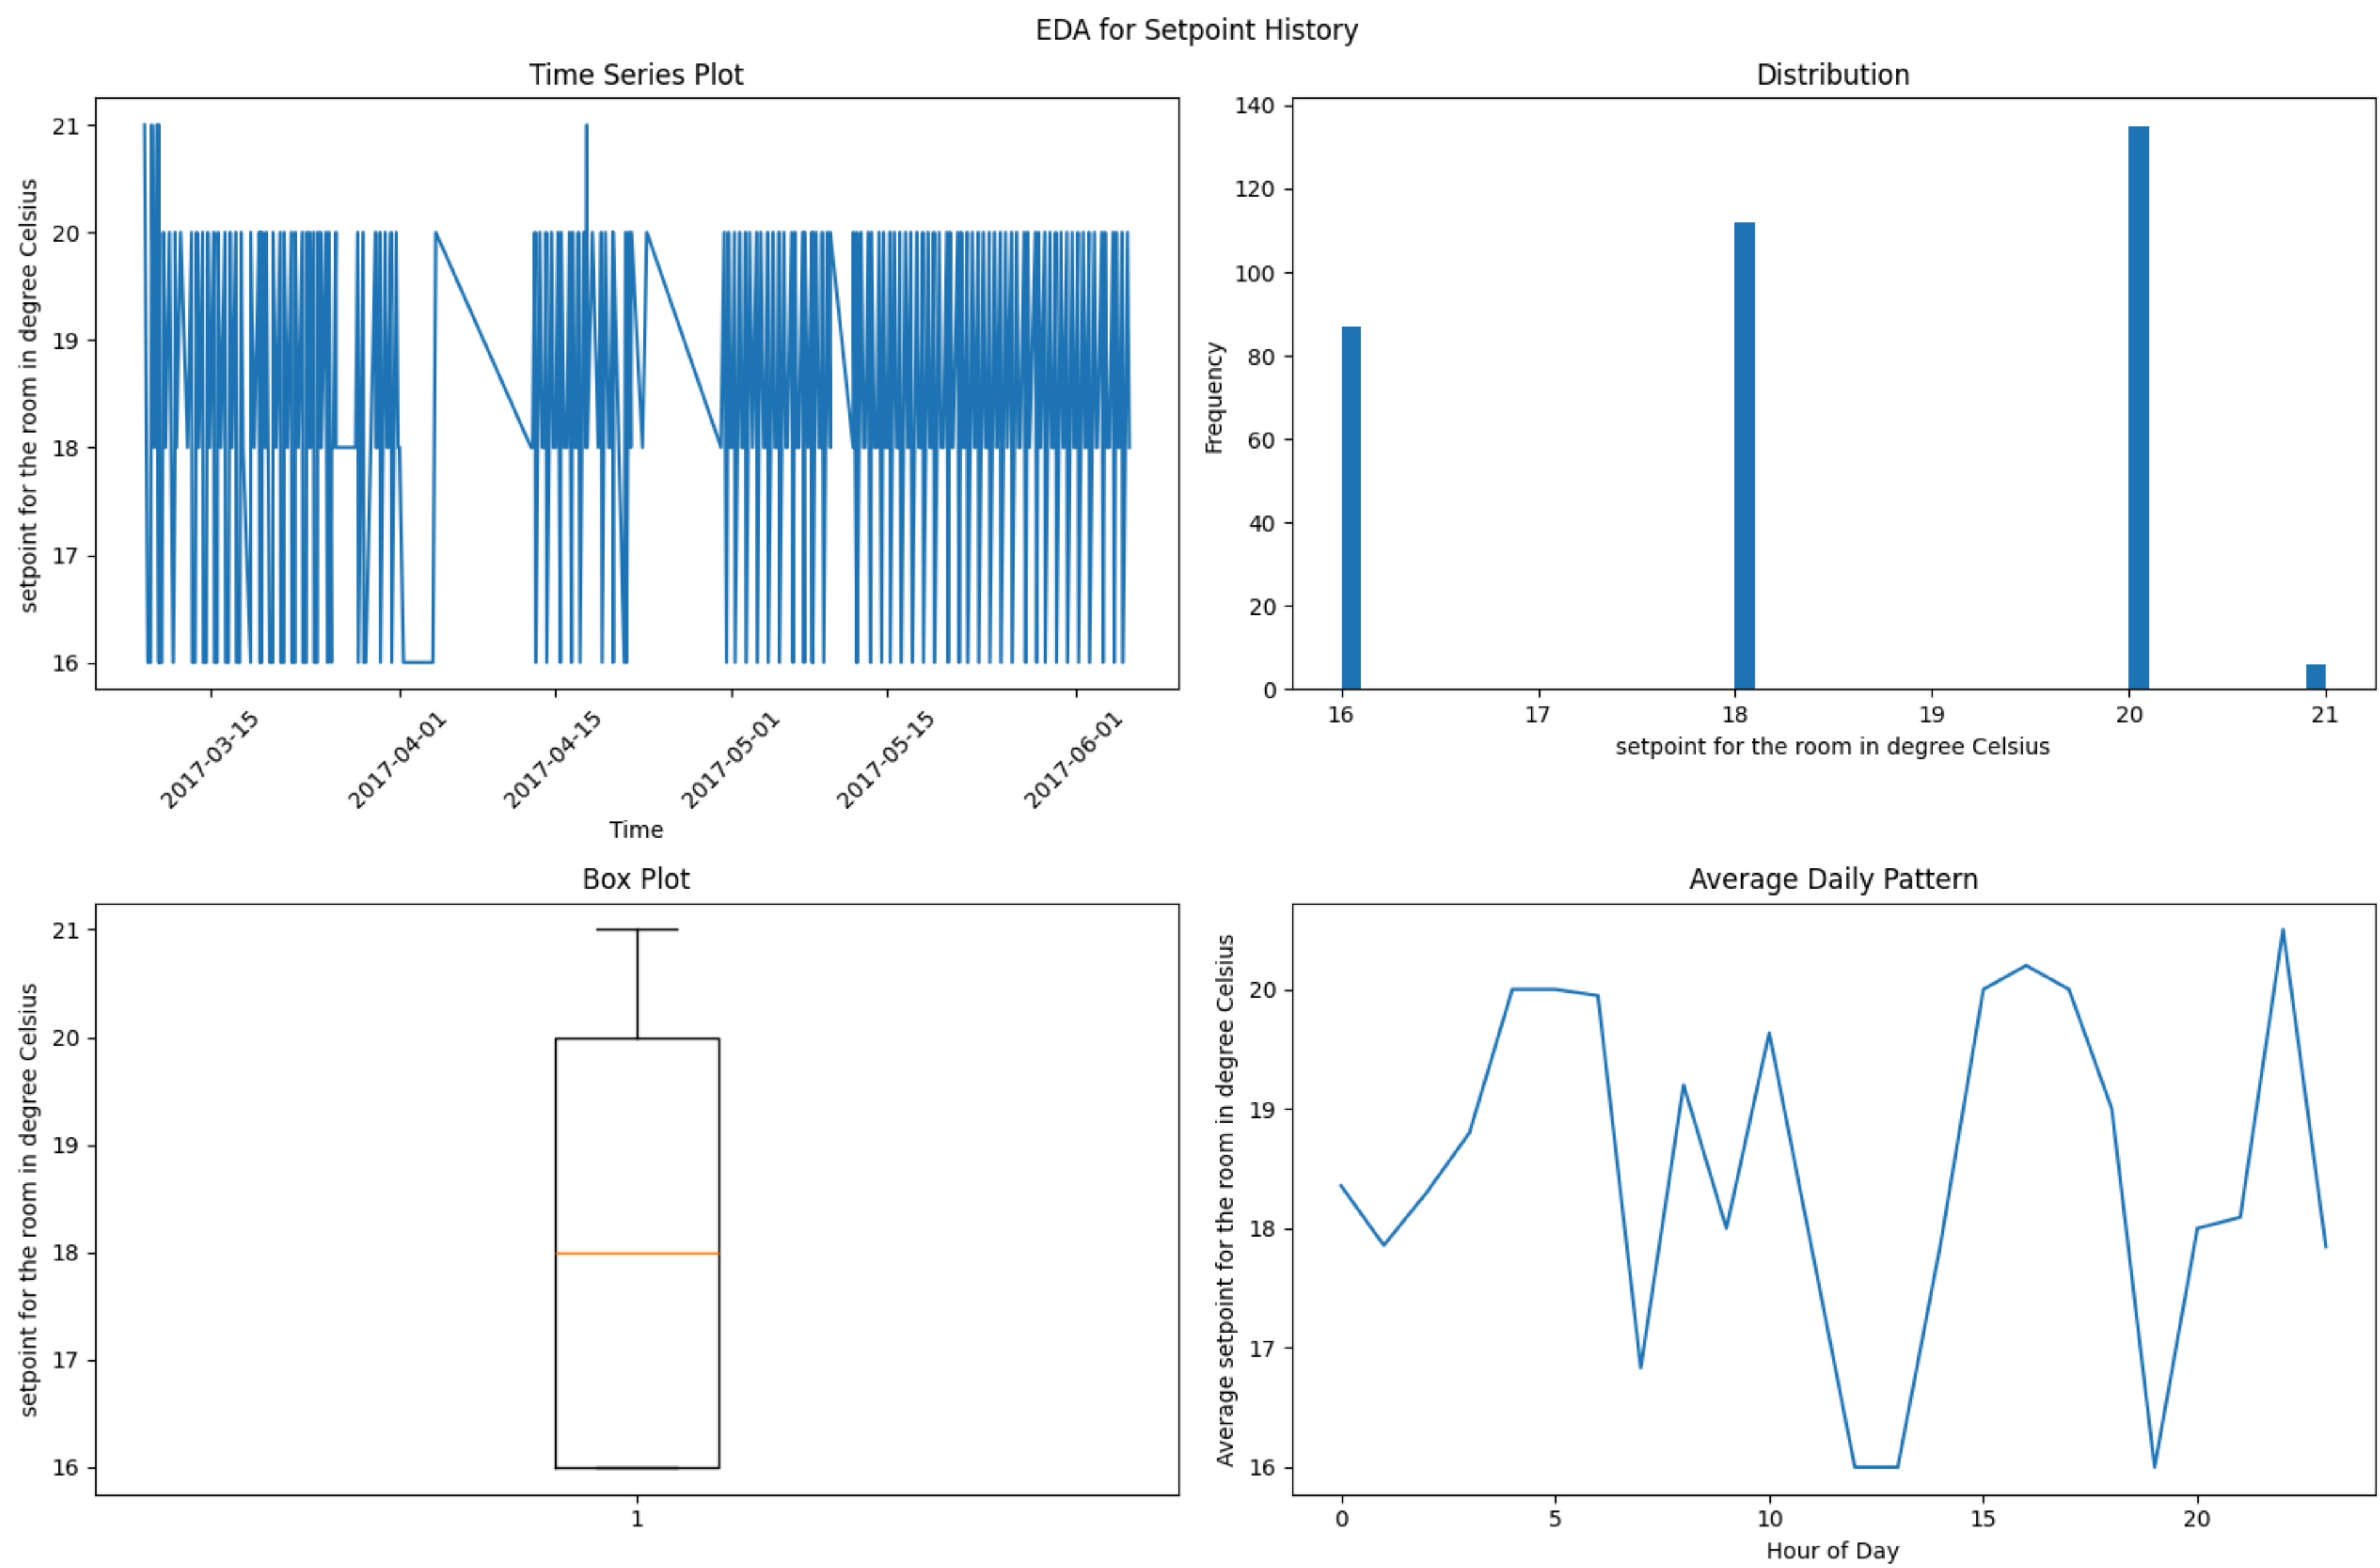 EDA for Setpoint History
Time Series Plot
setpoint for the room in degree Celsius
21
20
19
18
17
16
2017-03-15
2017-04-01
2017-04-15
2017-05-01
2017-05-15
2017-06-01
Time
Distribution
Frequency
140
120
100
80
60
40
20
0
16 17 18 19 20 21
setpoint for the room in degree Celsius
Box Plot
setpoint for the room in degree Celsius
21
20
19
18
17
16
1
Average Daily Pattern
Average setpoint for the room in degree Celsius
20
19
18
17
16
0 5 10 15 20
Hour of Day